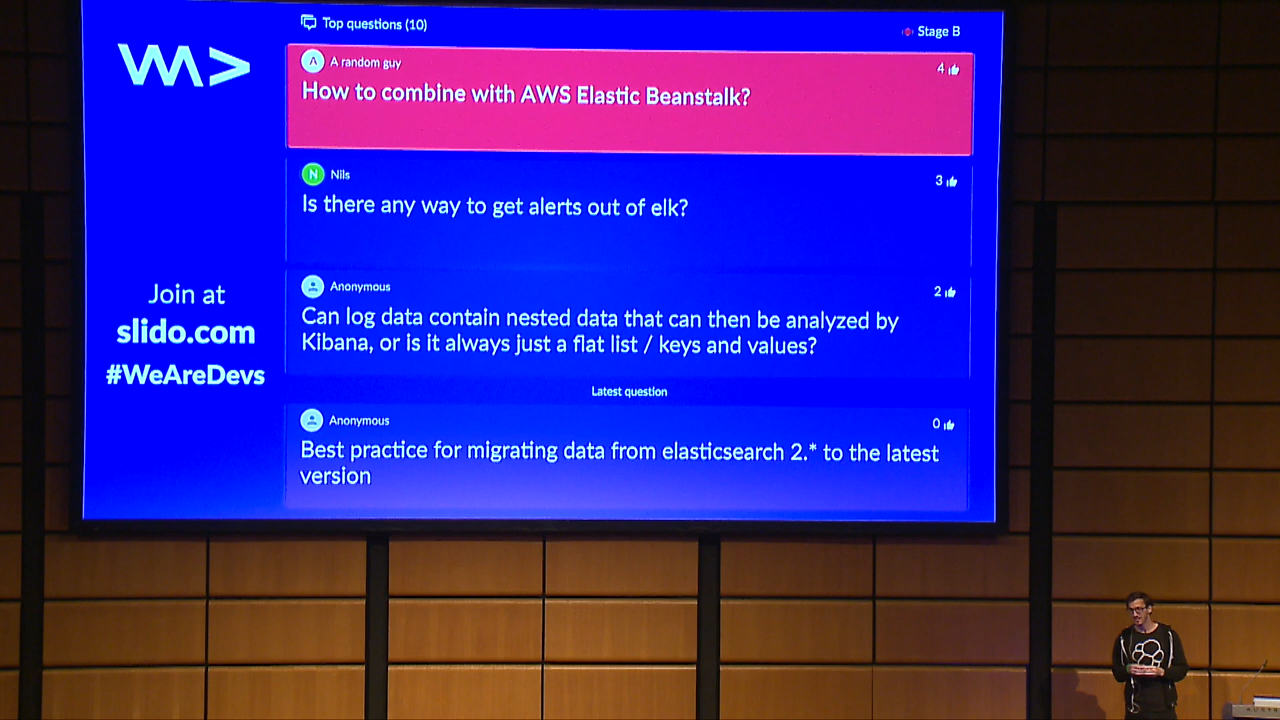 Top questions (10)
Stage B
WA>
A random guy
4
How to combine with AWS Elastic Beanstalk?
N
Nils
3
Is there any way to get alerts out of elk?
Anonymous
2
Can log data contain nested data that can then be analyzed by
Kibana, or is it always just a flat list / keys and values?
Join at
slido.com
#WeAreDevs
Latest question
Anonymous
0
Best practice for migrating data from elasticsearch 2.* to the latest
version